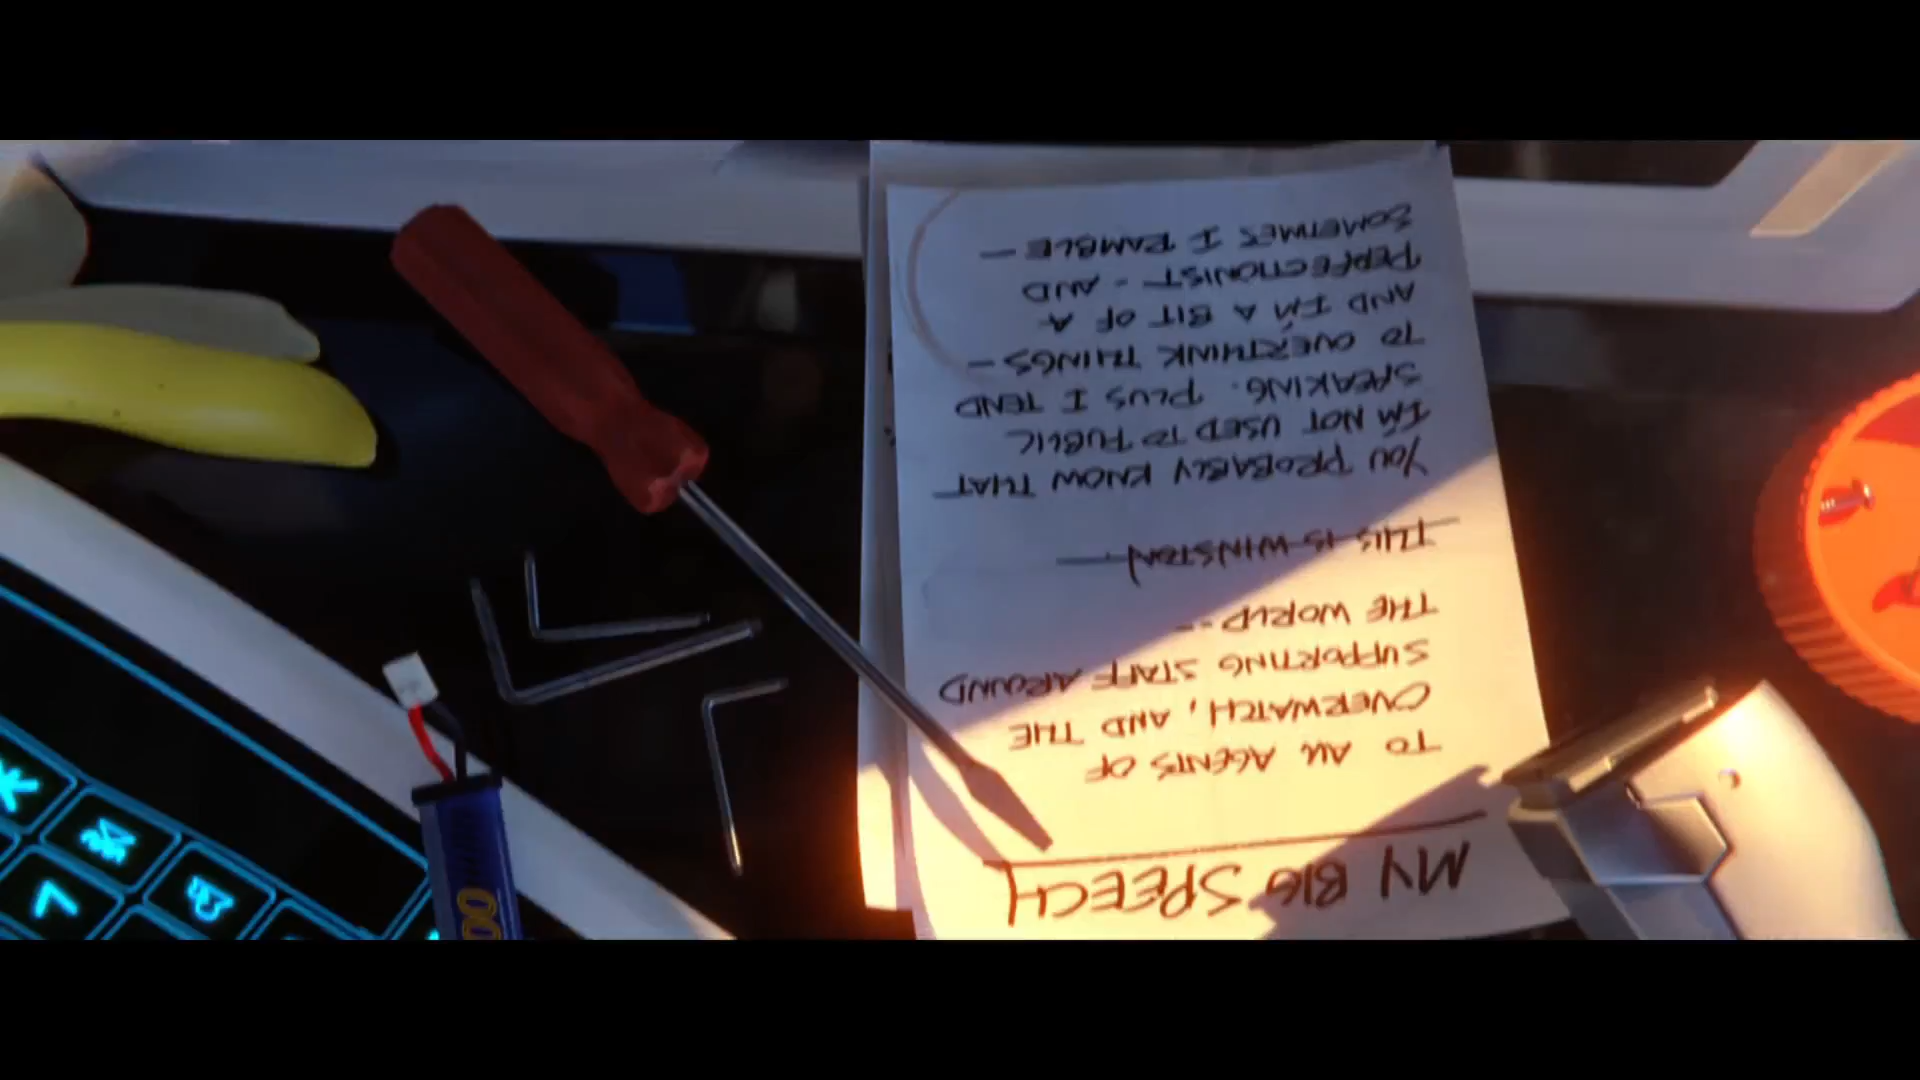 MY BIG SPEECH
TO ALL AGENTS OF
OVERWATCH, AND THE
SUPPORTING STAFF AROUND
THE WORLD--
THIS IS WINSTON
YOU PROBABLY KNOW THAT
I'M NOT USED TO PUBLIC
SPEAKING. PLUS I TEND
TO OVERTHINK THINGS-
AND I'M A BIT OF A
PERFECTIONIST - AND
SOMETIMES I RAMBLE -
7
00